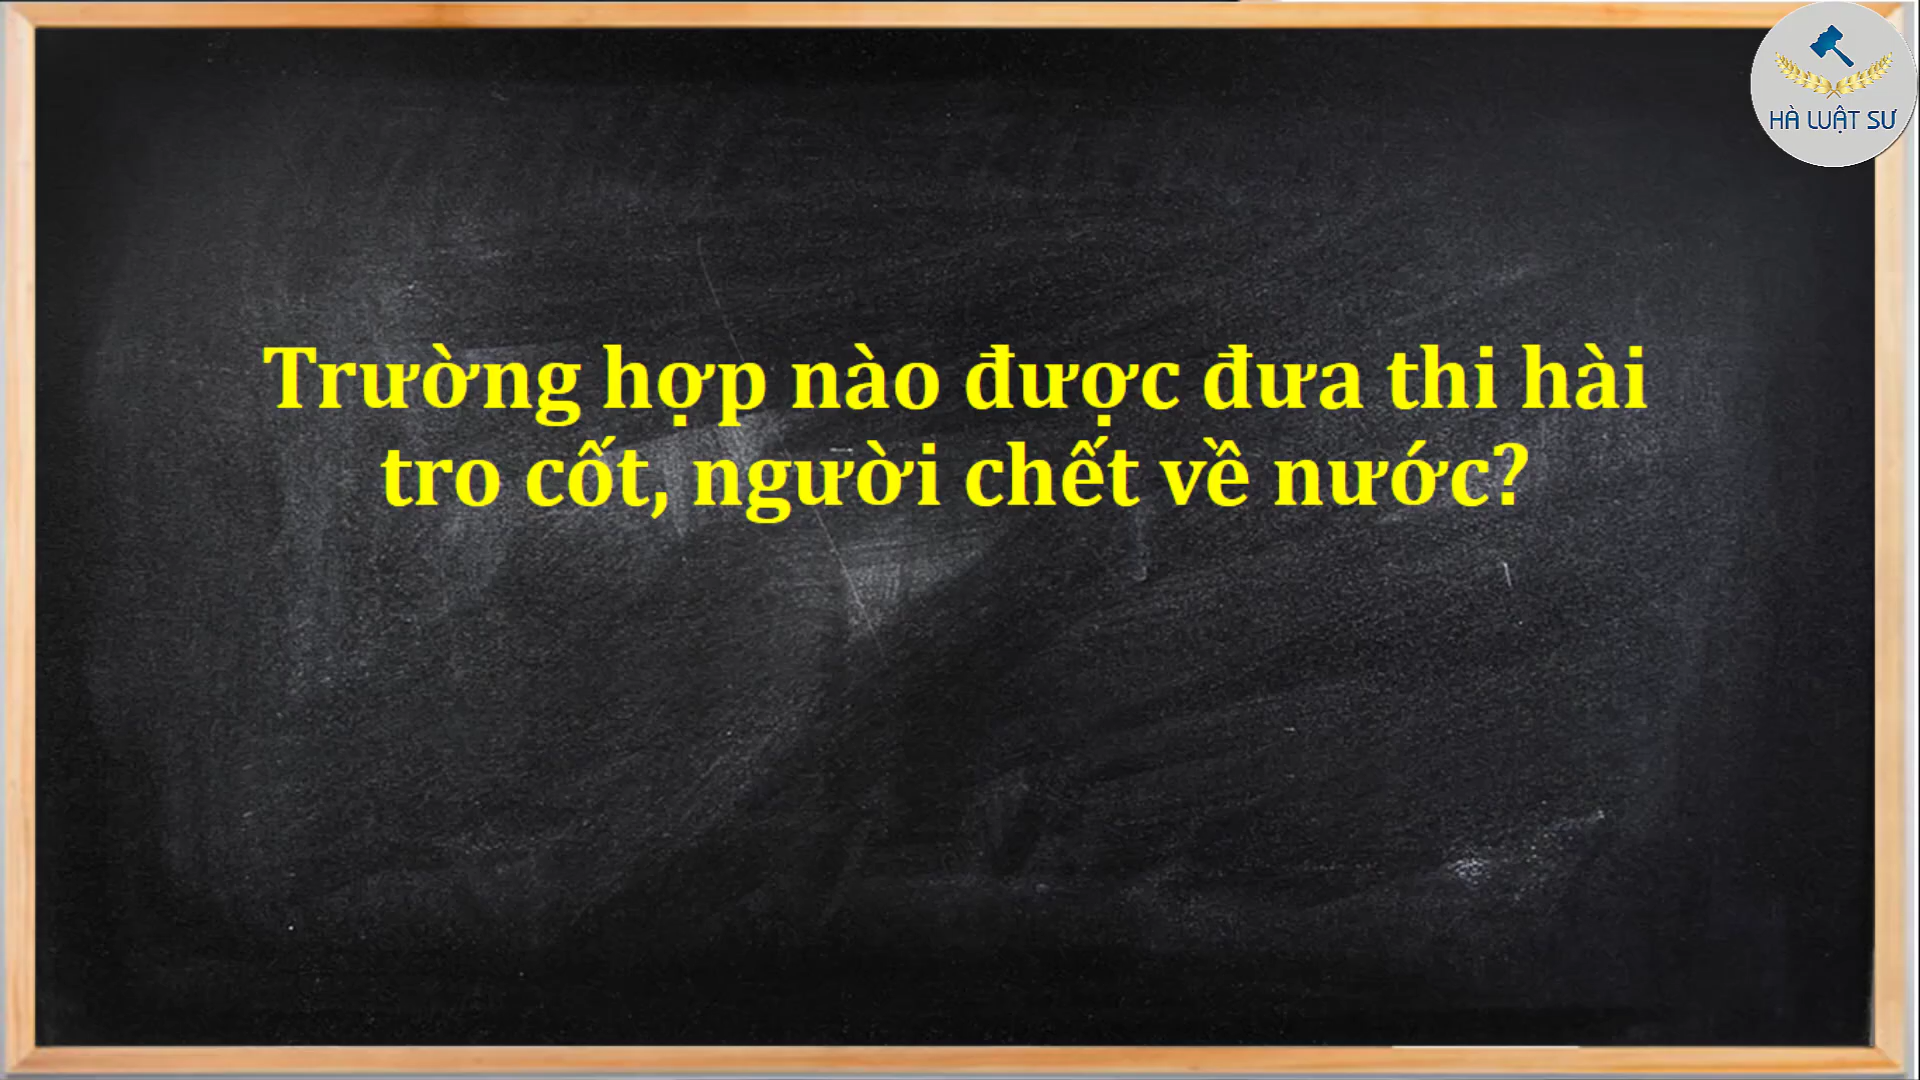 HÀ LUẬT SƯ
Trường hợp nào được đưa thi hài
tro cốt, người chết về nước?